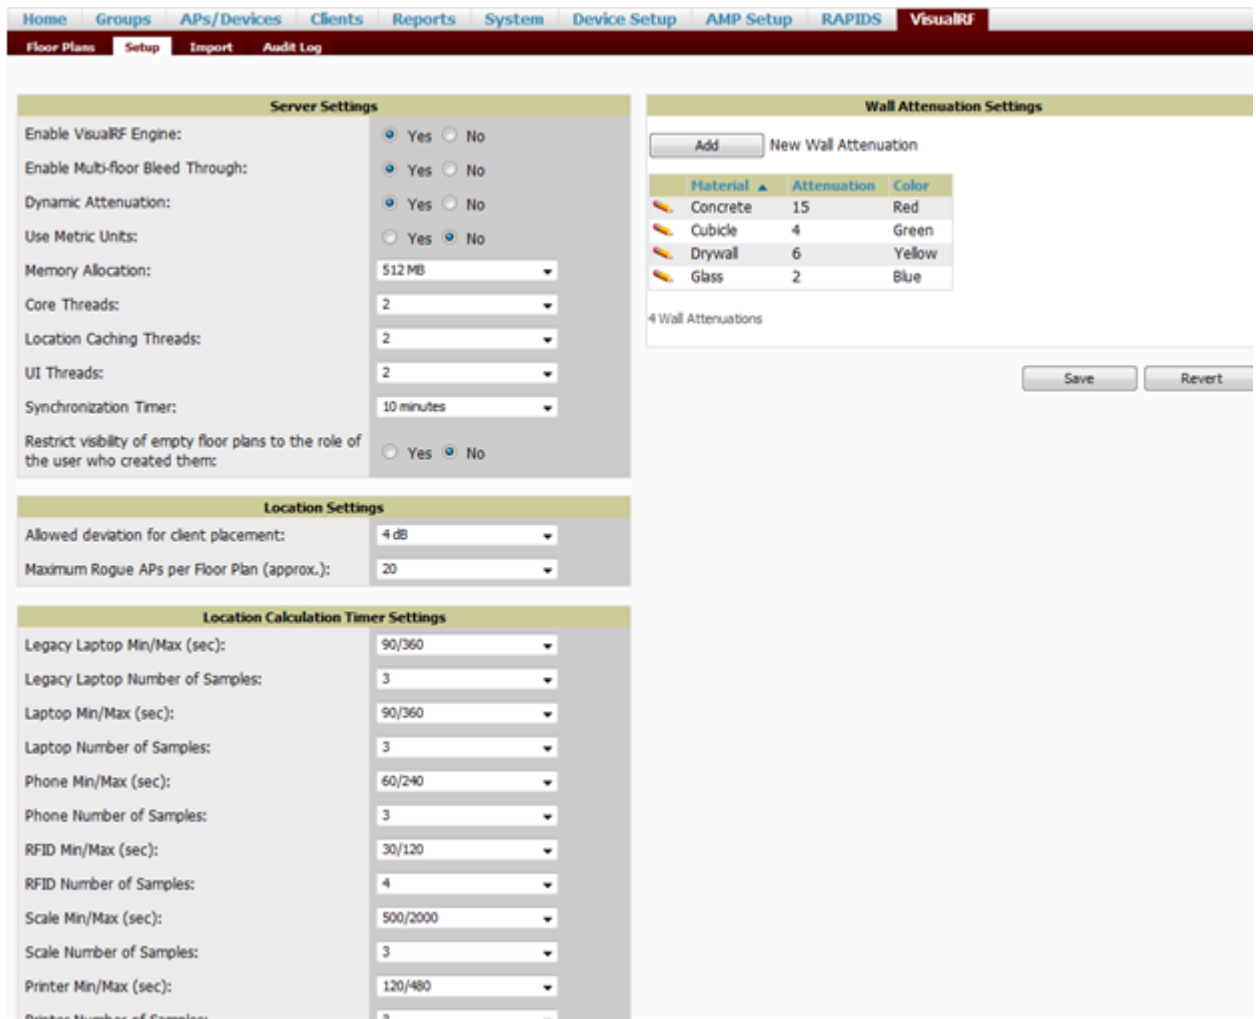 Home Groups APs/Devices Clients Reports System Device Setup AMP Setup RAPIDS VisualRF
Floor Plans Setup Import Audit Log
Server Settings
Enable VisualRF Engine: Yes No
Enable Multi-floor Bleed Through: Yes No
Dynamic Attenuation: Yes No
Use Metric Units: Yes No
Memory Allocation: 512 MB
Core Threads: 2
Location Caching Threads: 2
UI Threads: 2
Synchronization Timer: 10 minutes
Restrict visibility of empty floor plans to the role of
the user who created them: Yes No
Location Settings
Allowed deviation for client placement: 4 dB
Maximum Rogue APs per Floor Plan (approx.): 20
Location Calculation Timer Settings
Legacy Laptop Min/Max (sec): 90/360
Legacy Laptop Number of Samples: 3
Laptop Min/Max (sec): 90/360
Laptop Number of Samples: 3
Phone Min/Max (sec): 60/240
Phone Number of Samples: 3
RFID Min/Max (sec): 30/120
RFID Number of Samples: 4
Scale Min/Max (sec): 500/2000
Scale Number of Samples: 3
Printer Min/Max (sec): 120/480
Printer Number of Samples: 3
Wall Attenuation Settings
Add New Wall Attenuation
Material Attenuation Color
Concrete 15 Red
Cubicle 4 Green
Drywall 6 Yellow
Glass 2 Blue
4 Wall Attenuations
Save Revert